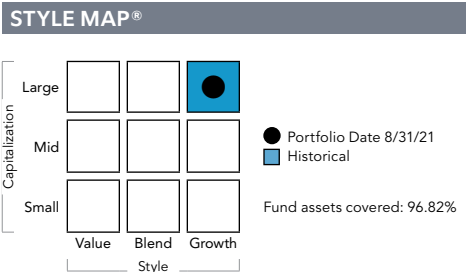 STYLE MAP®
Capitalization
Large
Mid
Small
Value Blend Growth
Style
Portfolio Date 8/31/21
Historical
Fund assets covered: 96.82%